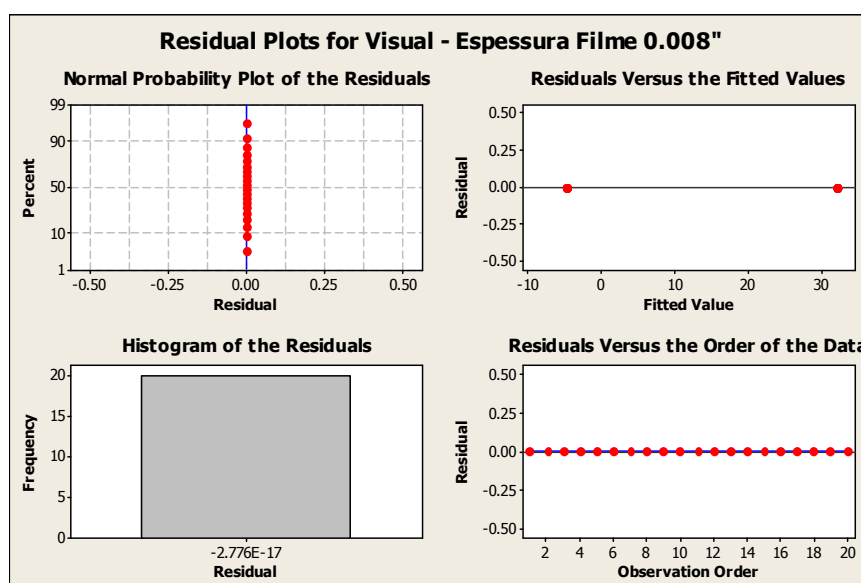 Residual Plots for Visual - Espessura Filme 0.008"
Normal Probability Plot of the Residuals
99
90
50
10
1
Percent
-0.50 -0.25 0.00 0.25 0.50
Residual
Residuals Versus the Fitted Values
0.50
0.25
0.00
-0.25
-0.50
Residual
-10 0 10 20 30
Fitted Value
Histogram of the Residuals
20
15
10
5
0
Frequency
-2.776E-17
Residual
Residuals Versus the Order of the Data
0.50
0.25
0.00
-0.25
-0.50
Residual
2 4 6 8 10 12 14 16 18 20
Observation Order